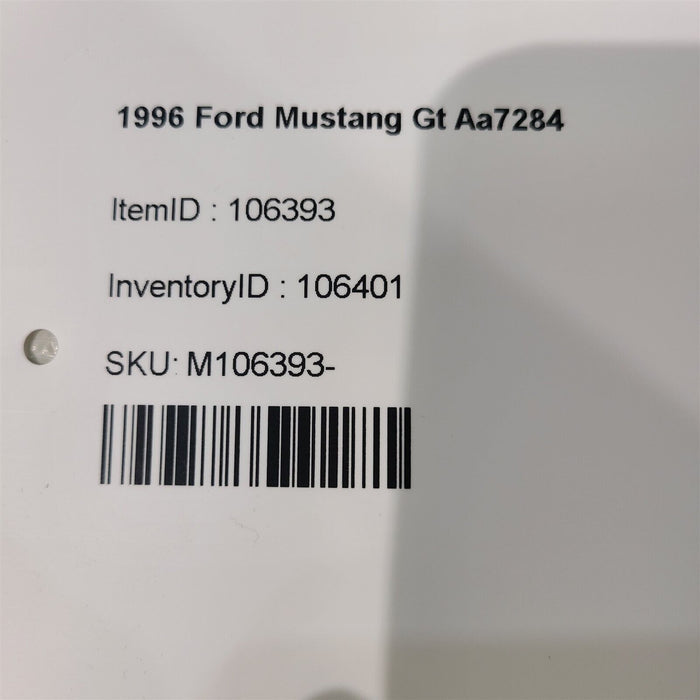 1996 Ford Mustang Gt Aa7284
ItemID : 106393
InventoryID : 106401
SKU: M106393-